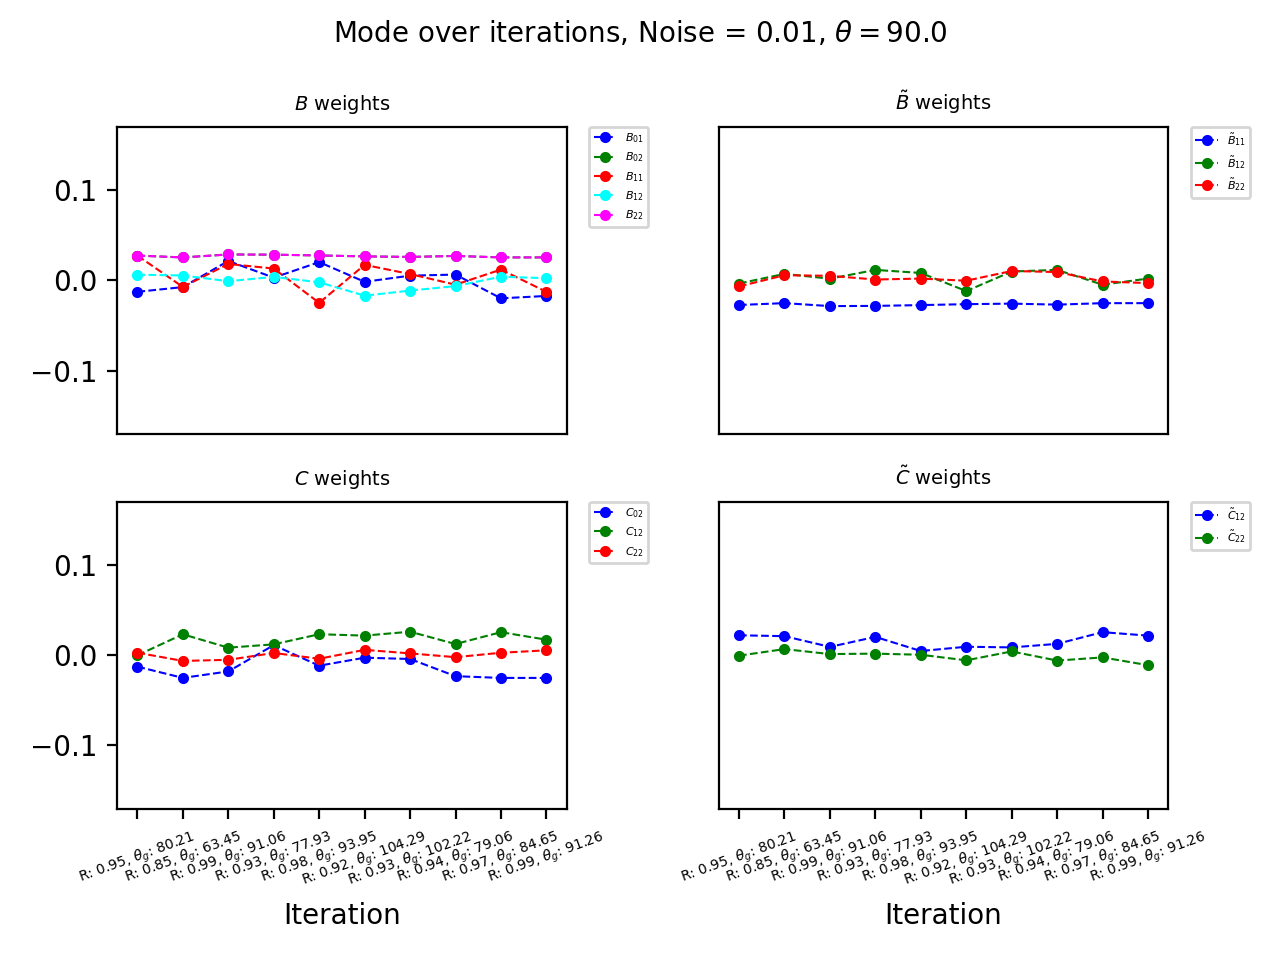 Mode over iterations, Noise = 0.01, θ = 90.0
B weights
0.1
0.0
−0.1
B₀₁
B₀₂
B₁₁
B₁₂
B₂₂
B̃ weights
B̃₁₁
B̃₁₂
B̃₂₂
C weights
0.1
0.0
−0.1
C₀₂
C₁₂
C₂₂
R: 0.95, θg: 80.21
R: 0.85, θg: 63.45
R: 0.99, θg: 91.06
R: 0.93, θg: 77.93
R: 0.98, θg: 93.95
R: 0.92, θg: 104.29
R: 0.93, θg: 102.22
R: 0.94, θg: 79.06
R: 0.97, θg: 84.65
R: 0.99, θg: 91.26
Iteration
C̃ weights
C̃₁₂
C̃₂₂
R: 0.95, θg: 80.21
R: 0.85, θg: 63.45
R: 0.99, θg: 91.06
R: 0.93, θg: 77.93
R: 0.98, θg: 93.95
R: 0.92, θg: 104.29
R: 0.93, θg: 102.22
R: 0.94, θg: 79.06
R: 0.97, θg: 84.65
R: 0.99, θg: 91.26
Iteration